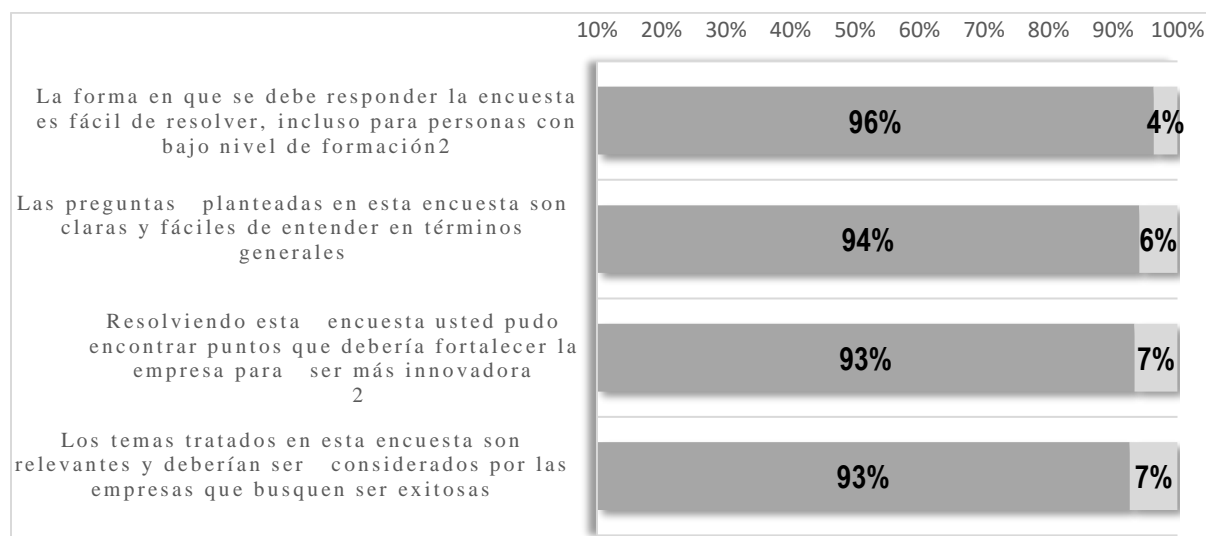 10% 20% 30% 40% 50% 60% 70% 80% 90% 100%
La forma en que se debe responder la encuesta
es fácil de resolver, incluso para personas con
bajo nivel de formación2
96% 4%
Las preguntas planteadas en esta encuesta son
claras y fáciles de entender en términos
generales
94% 6%
Resolviendo esta encuesta usted pudo
encontrar puntos que debería fortalecer la
empresa para ser más innovadora
2
93% 7%
Los temas tratados en esta encuesta son
relevantes y deberían ser considerados por las
empresas que busquen ser exitosas
93% 7%